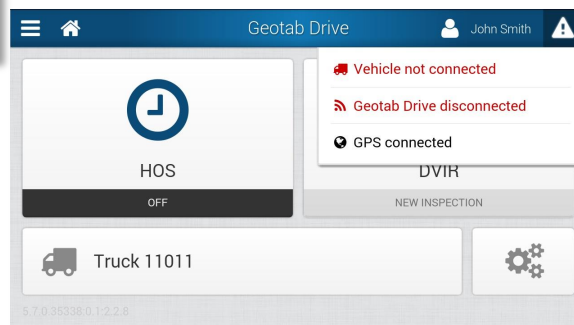 Geotab Drive
John Smith
Vehicle not connected
Geotab Drive disconnected
GPS connected
HOS
DVIR
OFF
NEW INSPECTION
Truck 11011
5.7.0.35338.0.1:2.2.8